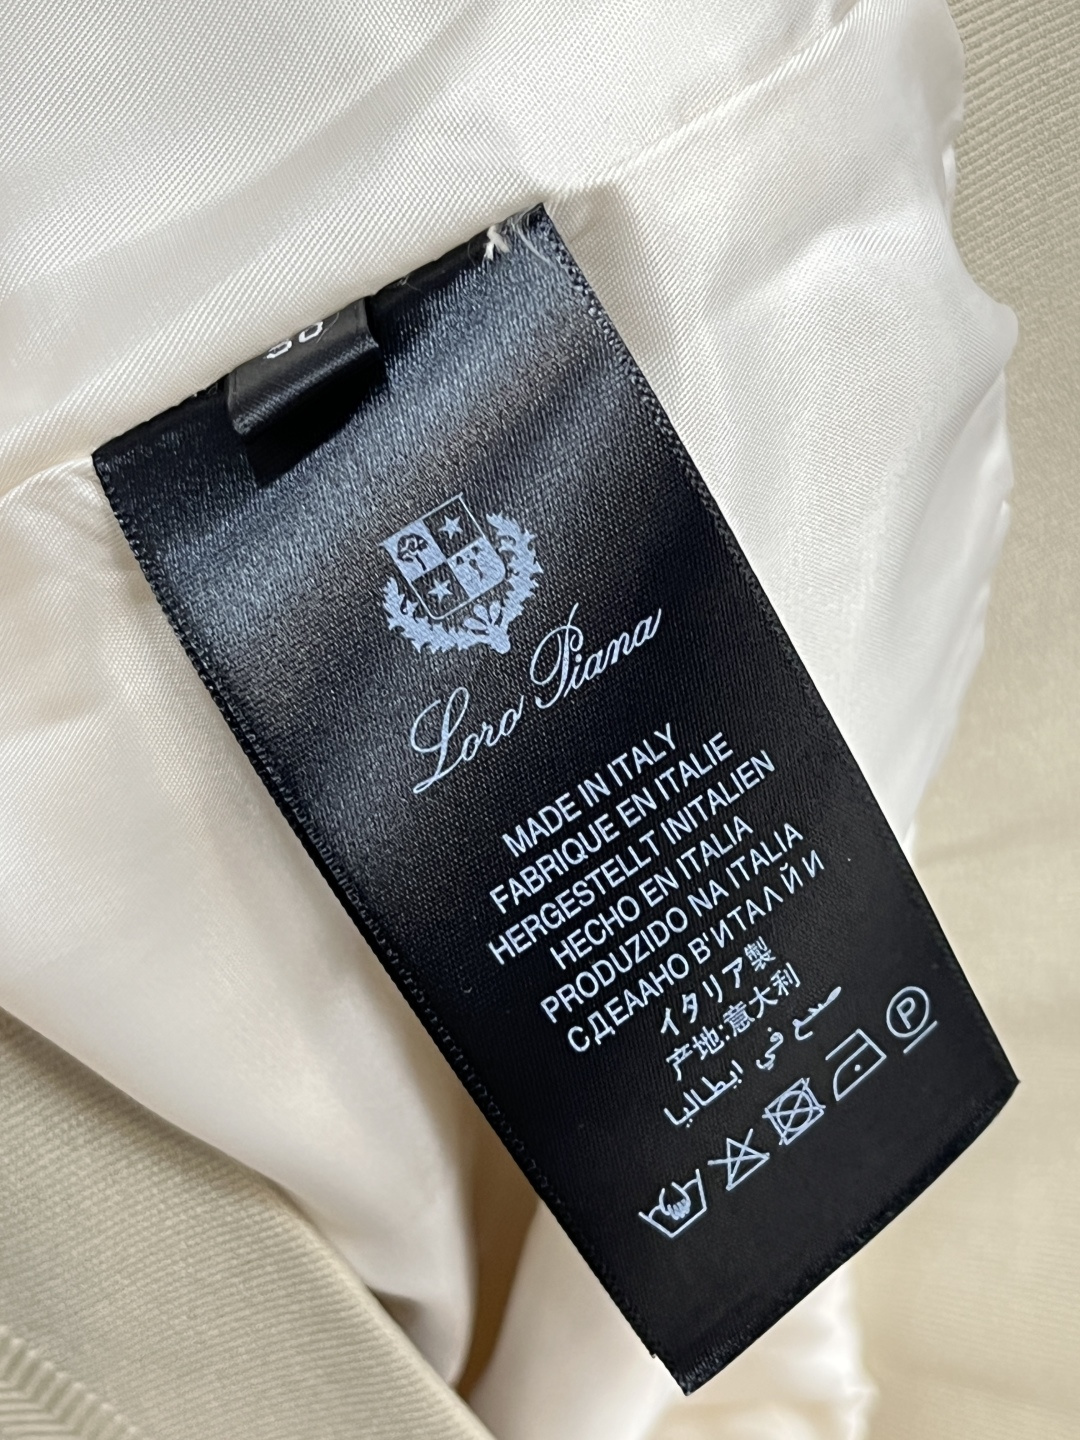 Loro Piana
MADE IN ITALY
FABRIQUE EN ITALIE
HERGESTELLT INITALIEN
HECHO EN ITALIA
PRODUZIDO NA ITALIA
СДЕААНО В'ИТАЛ Й И
イタリア製
产地:意大利
صنع في ايطاليا
P